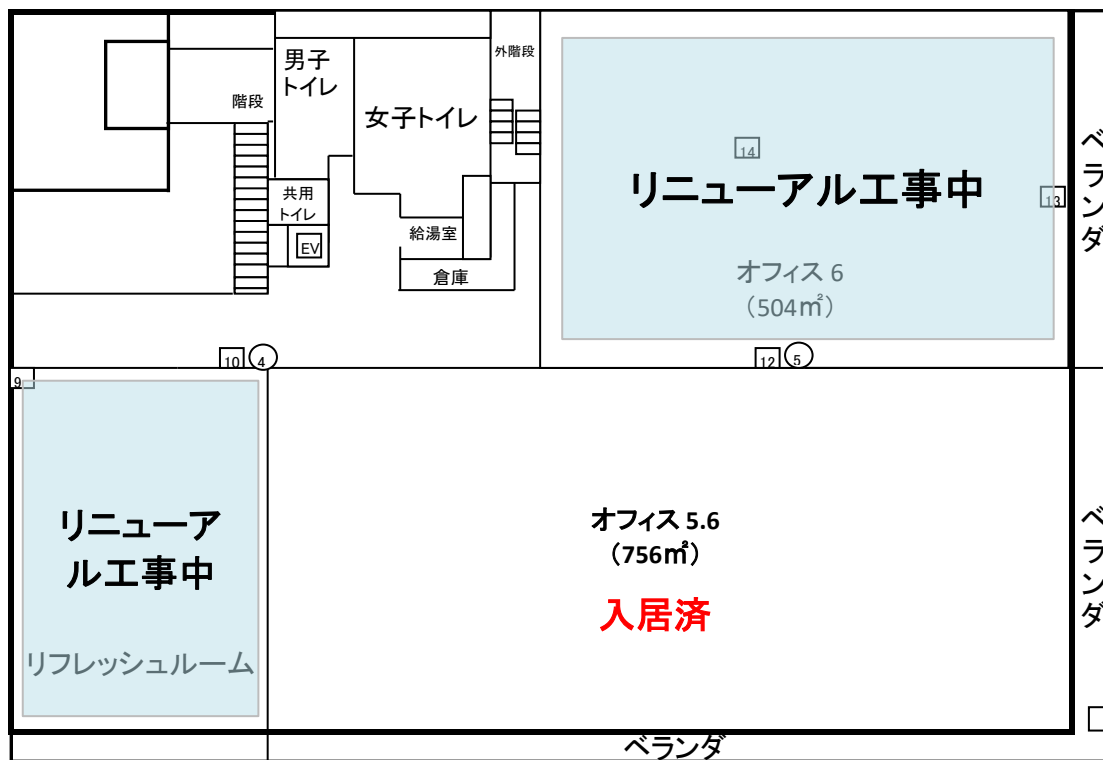 外階段
男子
トイレ
階段
女子トイレ
14
リニューアル工事中
13
ベランダ
共用
トイレ
給湯室
EV
倉庫
オフィス 6
（504㎡）
10
4
12
5
9
リニューア
ル工事中
オフィス 5.6
（756㎡）
入居済
ベランダ
リフレッシュルーム
ベランダ